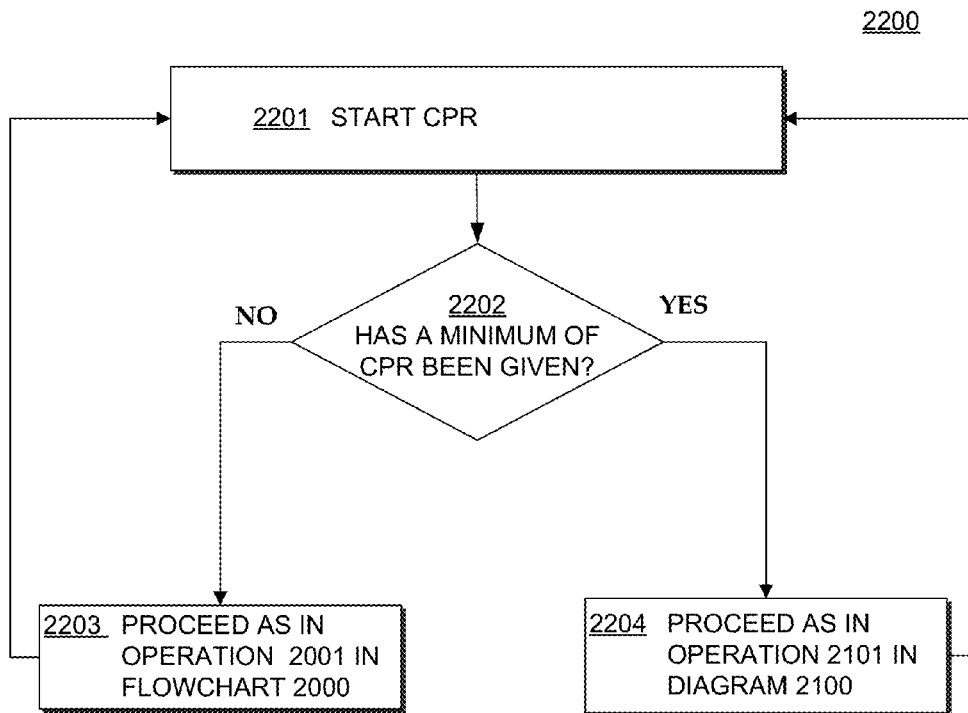 2200
2201 START CPR
2202
HAS A MINIMUM OF
CPR BEEN GIVEN?
NO
YES
2203 PROCEED AS IN
OPERATION 2001 IN
FLOWCHART 2000
2204 PROCEED AS IN
OPERATION 2101 IN
DIAGRAM 2100